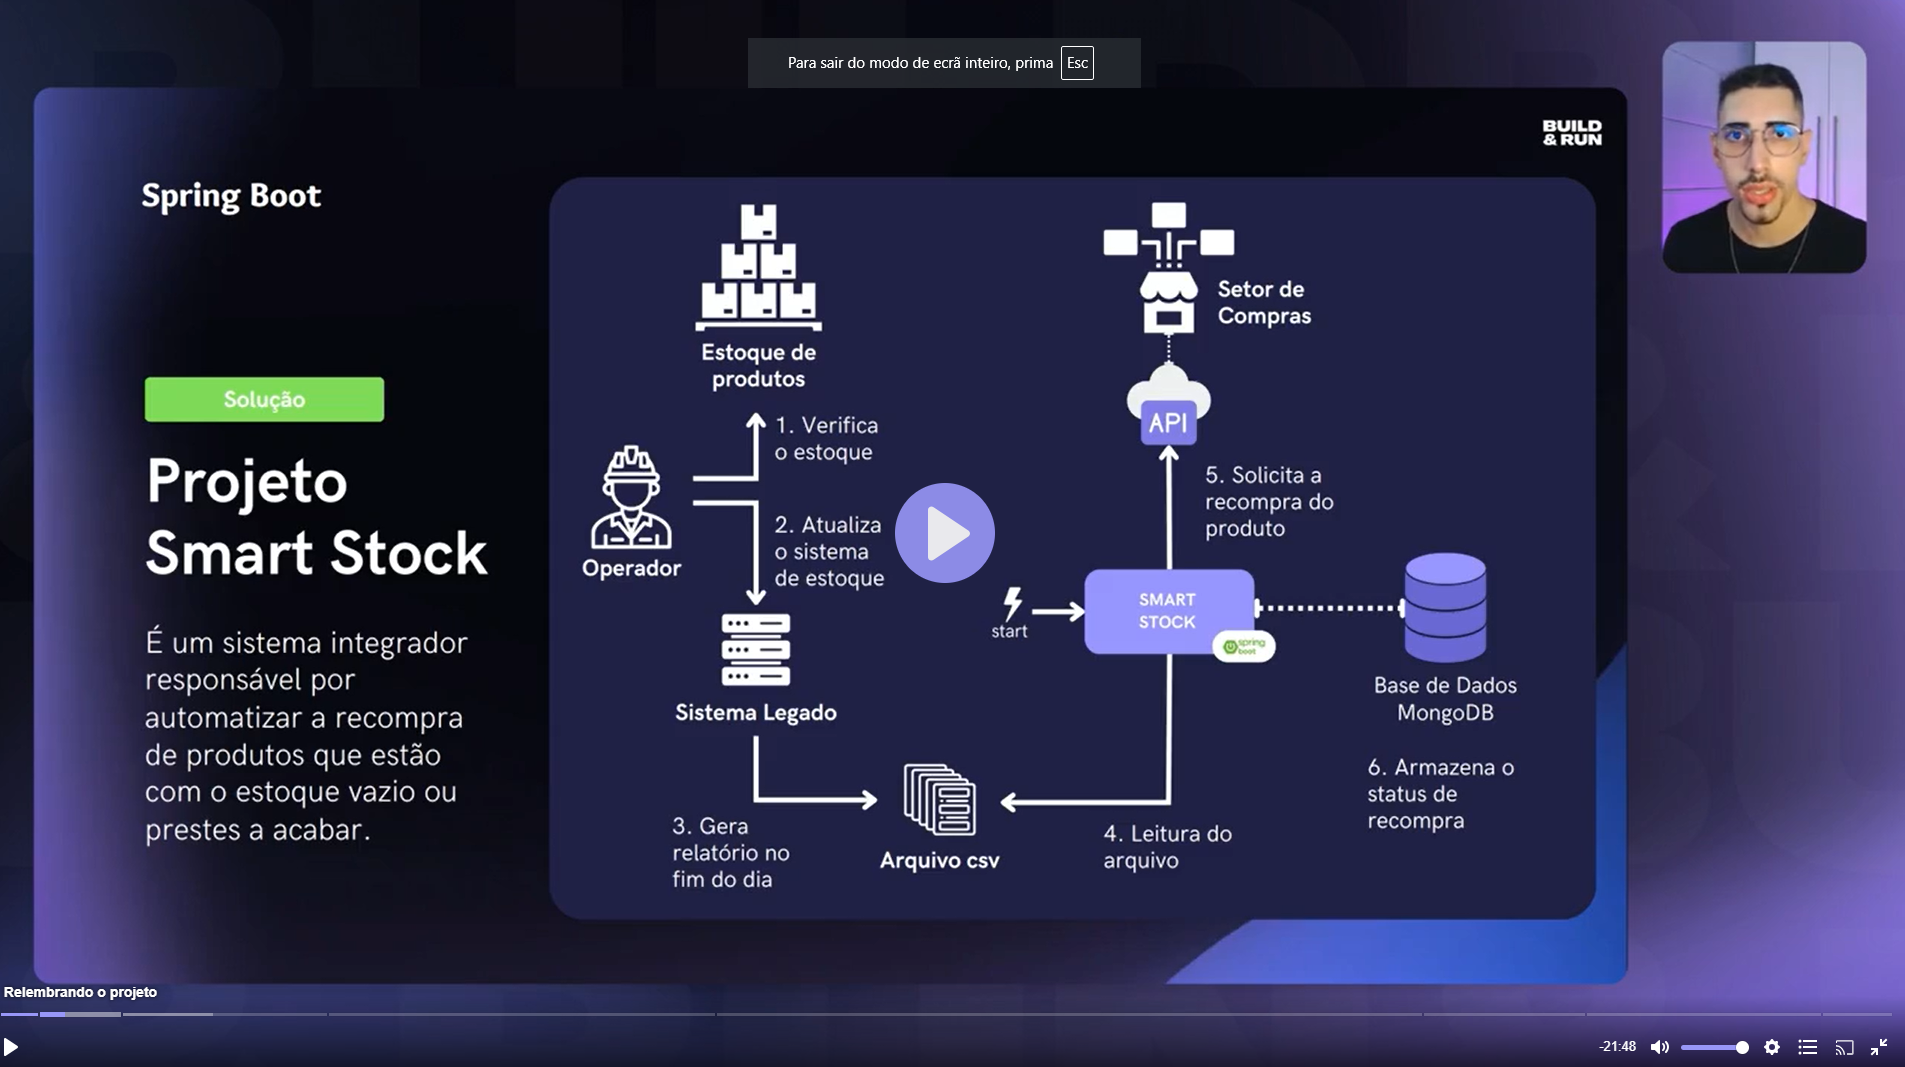 Para sair do modo de ecrã inteiro, prima Esc
BUILD
& RUN
Spring Boot
Solução
Projeto
Smart Stock
É um sistema integrador
responsável por
automatizar a recompra
de produtos que estão
com o estoque vazio ou
prestes a acabar.
Estoque de
produtos
1. Verifica
o estoque
Operador
2. Atualiza
o sistema
de estoque
Sistema Legado
3. Gera
relatório no
fim do dia
Arquivo csv
4. Leitura do
arquivo
start
SMART
STOCK
spring
boot
5. Solicita a
recompra do
produto
API
Setor de
Compras
Base de Dados
MongoDB
6. Armazena o
status de
recompra
Relembrando o projeto
-21:48